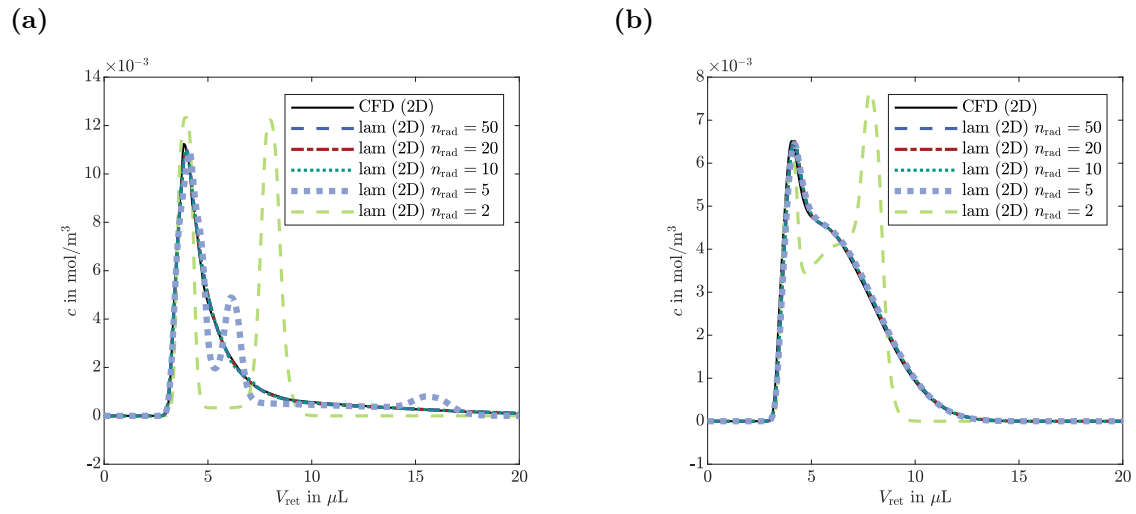 (a)
×10⁻³
14
12
10
8
6
4
2
0
-2
c in mol/m³
0 5 10 15 20
V_ret in μL
CFD (2D)
lam (2D) n_rad = 50
lam (2D) n_rad = 20
lam (2D) n_rad = 10
lam (2D) n_rad = 5
lam (2D) n_rad = 2
(b)
×10⁻³
8
7
6
5
4
3
2
1
0
-1
c in mol/m³
0 5 10 15 20
V_ret in μL
CFD (2D)
lam (2D) n_rad = 50
lam (2D) n_rad = 20
lam (2D) n_rad = 10
lam (2D) n_rad = 5
lam (2D) n_rad = 2